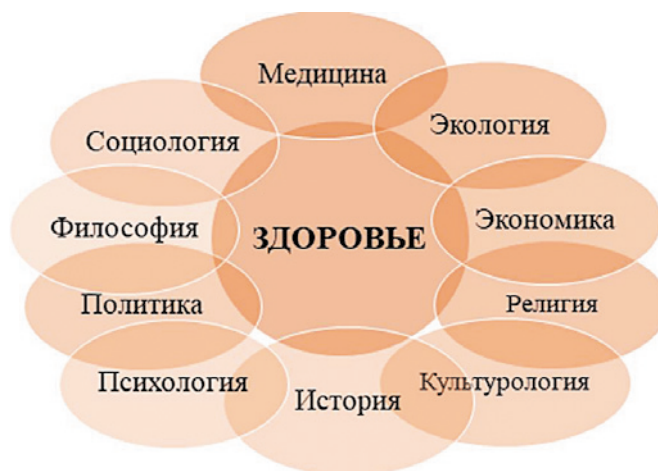 Медицина
Социология
Экология
Философия
ЗДОРОВЬЕ
Экономика
Политика
Религия
Психология
История
Культурология